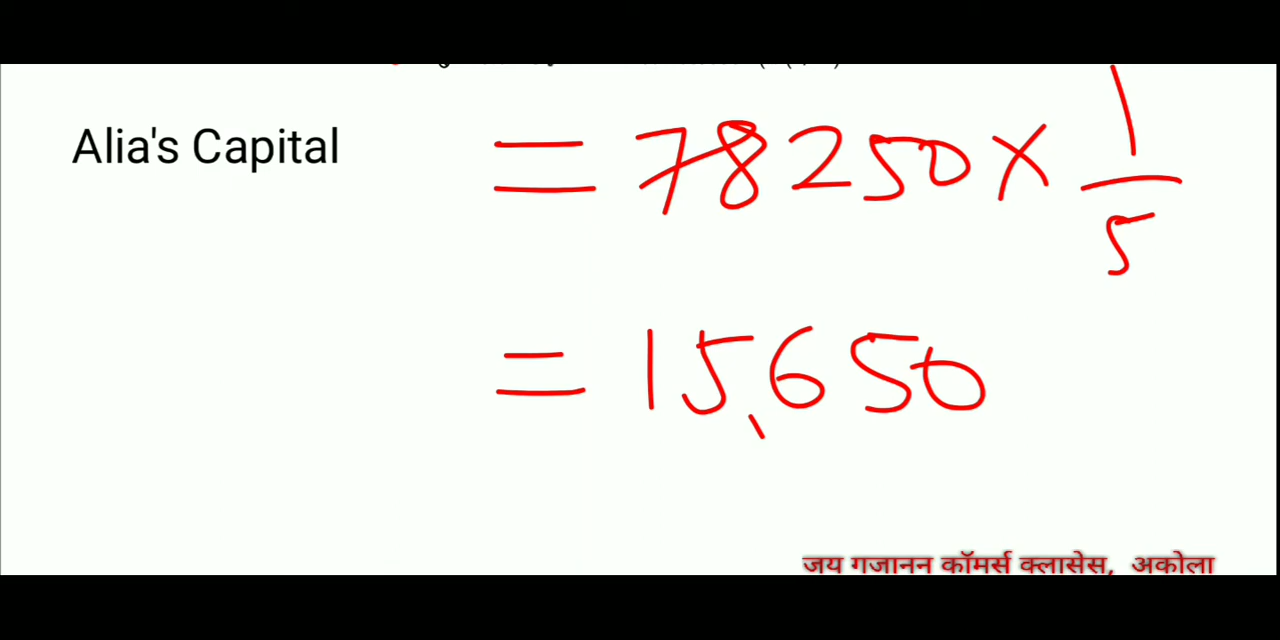 Alia's Capital = 78250 × 1/5
= 15,650
जय गजानन कॉमर्स क्लासेस, अकोला